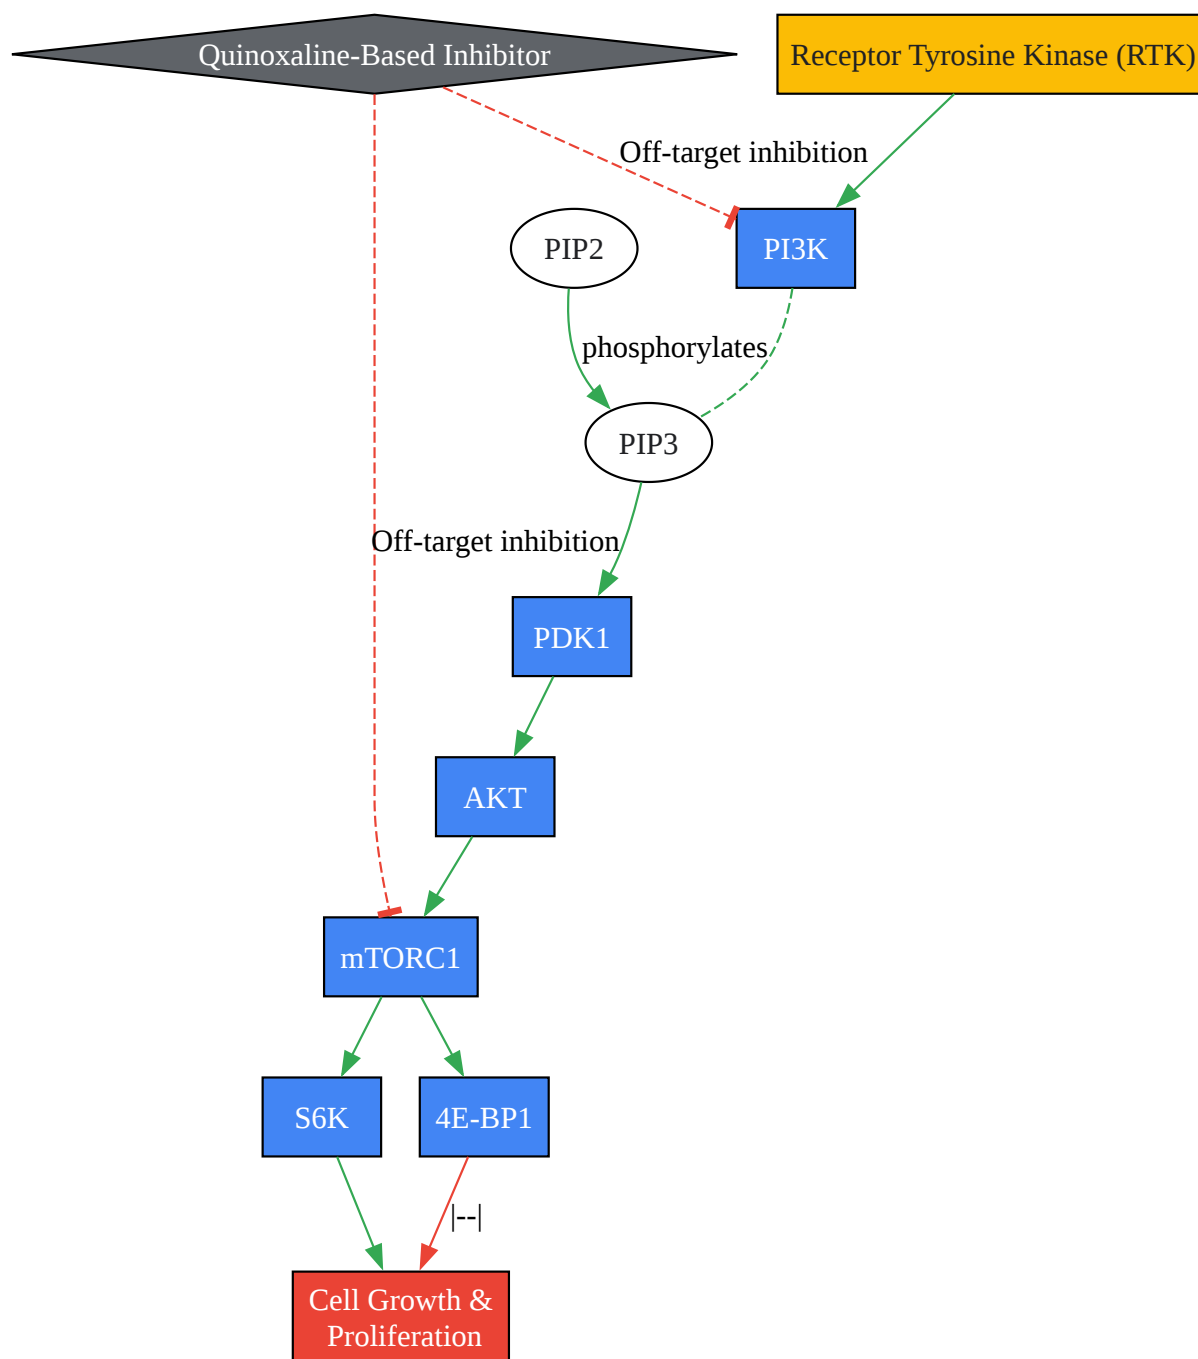 Quinoxaline-Based Inhibitor
Receptor Tyrosine Kinase (RTK)
Off-target inhibition
PIP2
PI3K
phosphorylates
PIP3
Off-target inhibition
PDK1
AKT
mTORC1
S6K
4E-BP1
|--|
Cell Growth &
Proliferation